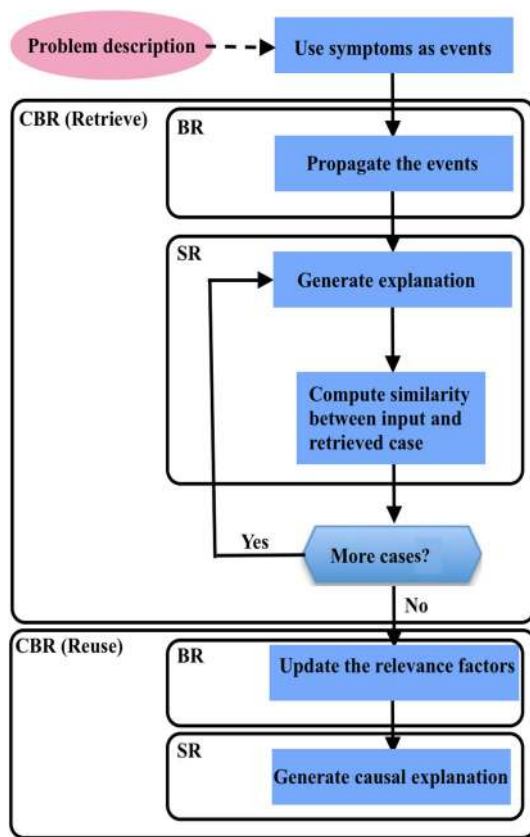 Problem description
Use symptoms as events
CBR (Retrieve)
BR
Propagate the events
SR
Generate explanation
Compute similarity
between input and
retrieved case
Yes
More cases?
No
CBR (Reuse)
BR
Update the relevance factors
SR
Generate causal explanation